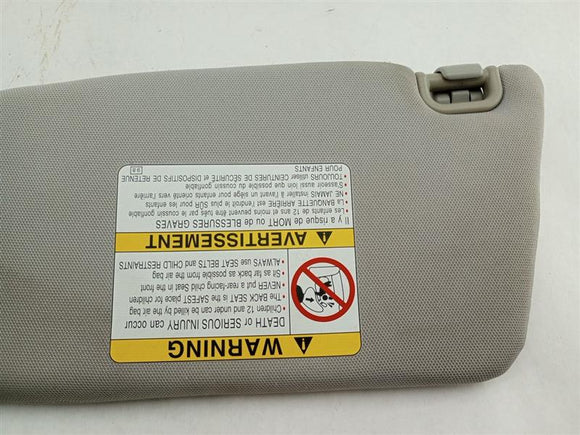 WARNING
DEATH or SERIOUS INJURY can occur
• Children 12 and under can be killed by the air bag
• The BACK SEAT is the SAFEST place for children
• NEVER put a rear-facing child seat in the front
• Sit as far back as possible from the air bag
• ALWAYS use SEAT BELTS and CHILD RESTRAINTS
AVERTISSEMENT
Il y a risque de MORT ou de BLESSURES GRAVES
• Les enfants de 12 ans et moins peuvent être tués par le coussin gonflable
• La BANQUETTE ARRIÈRE est l'endroit le plus SÛR pour les enfants
• NE JAMAIS installer à l'avant un siège pour enfants orienté vers l'arrière
• S'asseoir aussi loin que possible du coussin gonflable
• TOUJOURS utiliser CEINTURES DE SÉCURITÉ et DISPOSITIFS DE RETENUE
POUR ENFANTS